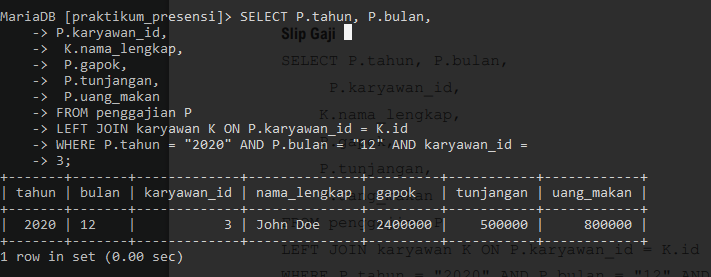 MariaDB [praktikum_presensi]> SELECT P.tahun, P.bulan,
    -> P.karyawan_id,
    ->  K.nama_lengkap,
    ->  P.gapok,
    ->  P.tunjangan,
    ->  P.uang_makan
    -> FROM penggajian P
    -> LEFT JOIN karyawan K ON P.karyawan_id = K.id
    -> WHERE P.tahun = "2020" AND P.bulan = "12" AND karyawan_id =
    -> 3;
+-------+-------+-------------+--------------+---------+-----------+------------+
| tahun | bulan | karyawan_id | nama_lengkap | gapok   | tunjangan | uang_makan |
+-------+-------+-------------+--------------+---------+-----------+------------+
|  2020 | 12    |           3 | John Doe     | 2400000 |    500000 |     800000 |
+-------+-------+-------------+--------------+---------+-----------+------------+
1 row in set (0.00 sec)
Slip Gaji
SELECT P.tahun, P.bulan,
P.karyawan_id,
K.nama_lengkap,
P.tunjangan,
LEFT JOIN karyawan K ON P.karyawan_id = K.id
WHERE P.tahun = "2020" AND P.bulan = "12" AND